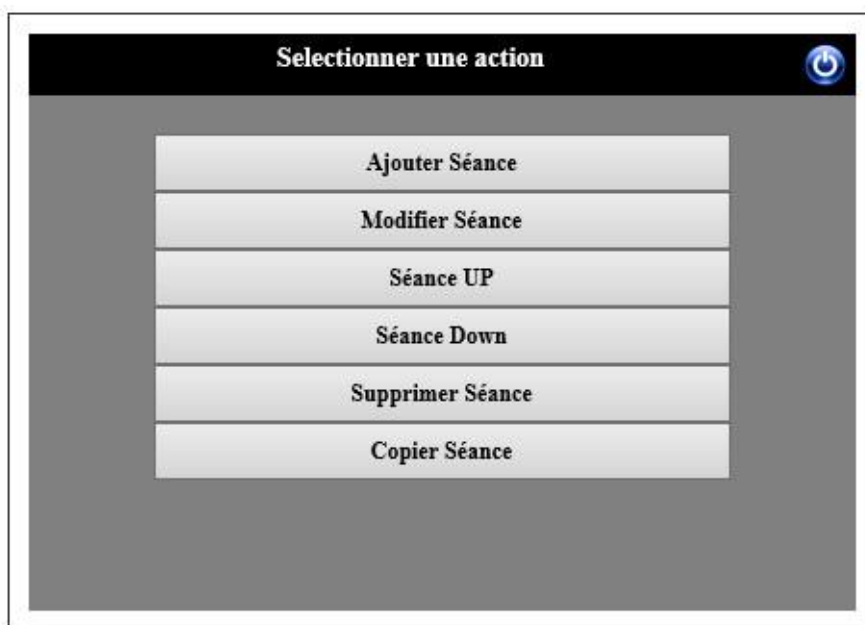 Selectionner une action
Ajouter Séance
Modifier Séance
Séance UP
Séance Down
Supprimer Séance
Copier Séance